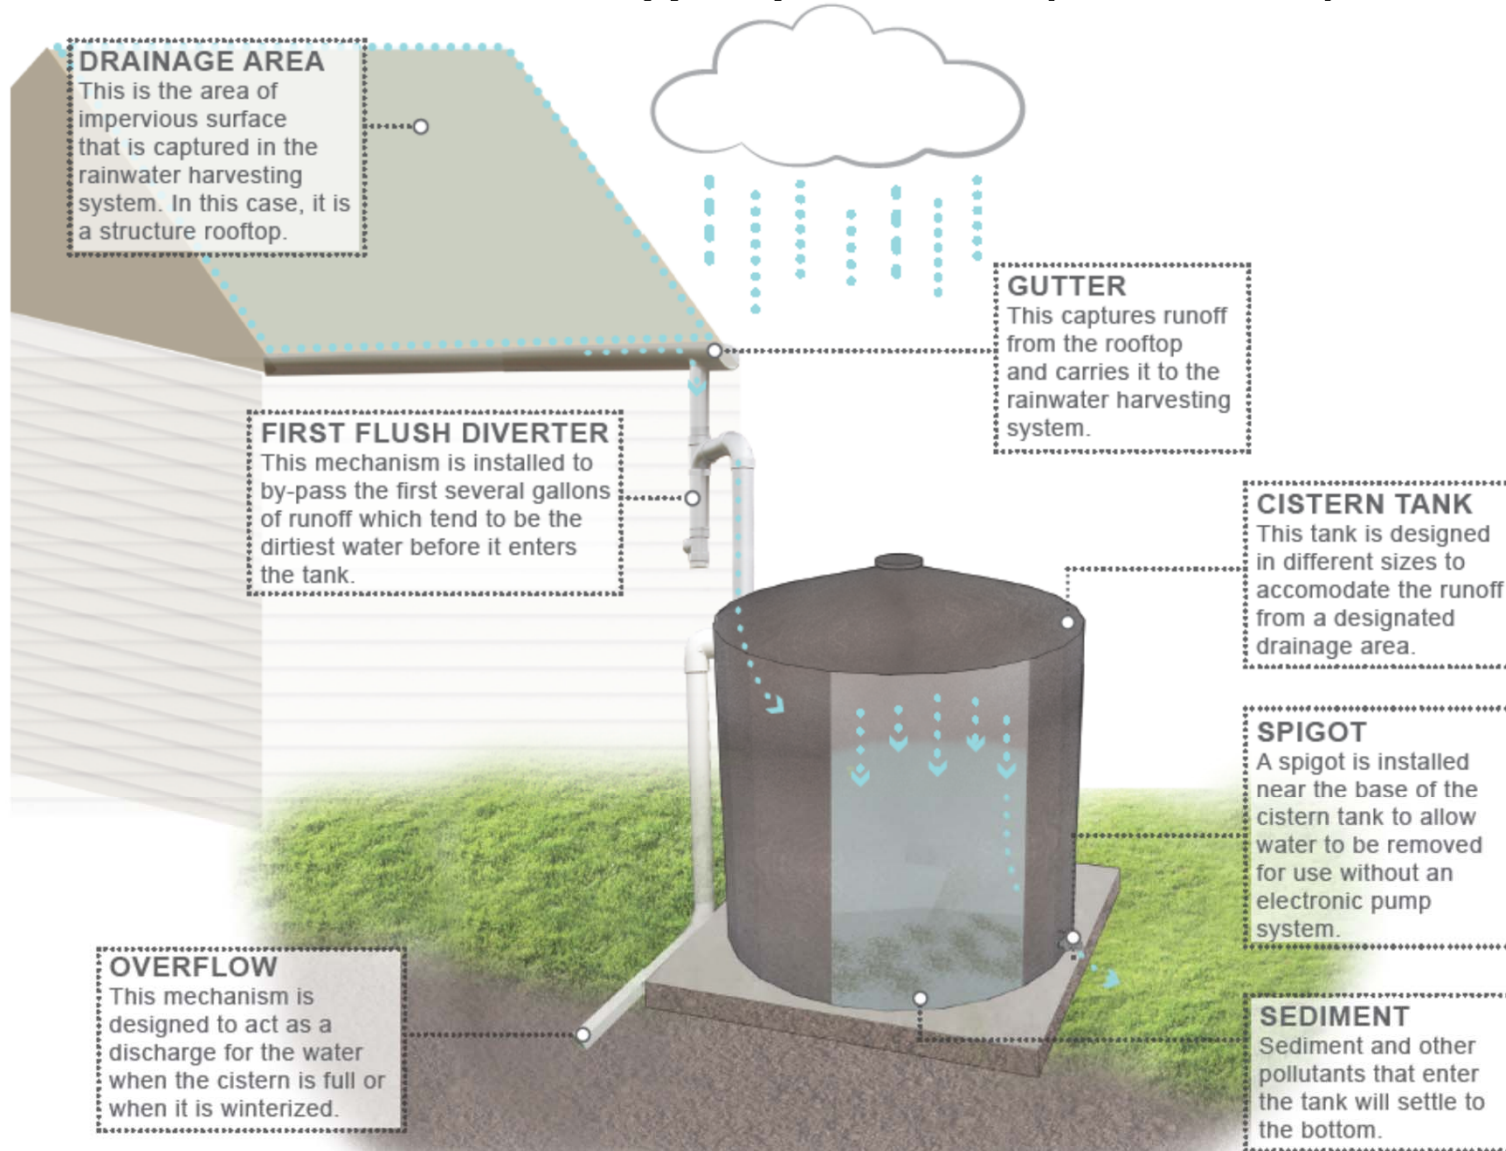 DRAINAGE AREA
This is the area of
impervious surface
that is captured in the
rainwater harvesting
system. In this case, it is
a structure rooftop.
GUTTER
This captures runoff
from the rooftop
and carries it to the
rainwater harvesting
system.
FIRST FLUSH DIVERTER
This mechanism is installed to
by-pass the first several gallons
of runoff which tend to be the
dirtiest water before it enters
the tank.
CISTERN TANK
This tank is designed
in different sizes to
accomodate the runoff
from a designated
drainage area.
SPIGOT
A spigot is installed
near the base of the
cistern tank to allow
water to be removed
for use without an
electronic pump
system.
OVERFLOW
This mechanism is
designed to act as a
discharge for the water
when the cistern is full or
when it is winterized.
SEDIMENT
Sediment and other
pollutants that enter
the tank will settle to
the bottom.